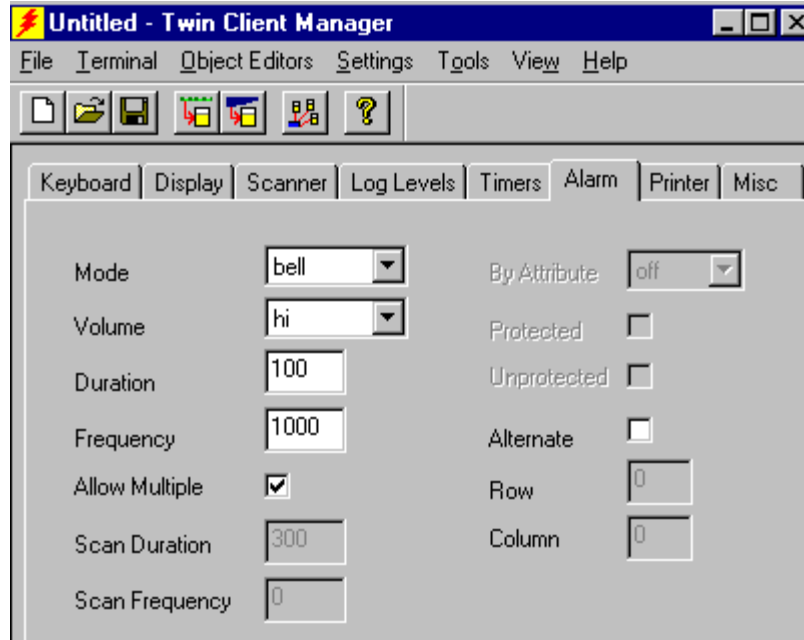 Untitled - Twin Client Manager
File Terminal Object Editors Settings Tools View Help
Keyboard Display Scanner Log Levels Timers Alarm Printer Misc
Mode bell By Attribute off
Volume hi Protected
Duration 100 Unprotected
Frequency 1000 Alternate
Allow Multiple Row 0
Scan Duration 300 Column 0
Scan Frequency 0